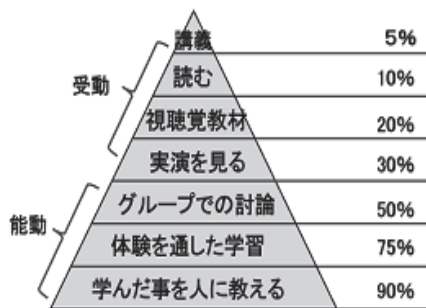 講義 5%
読む 10%
視聴覚教材 20%
実演を見る 30%
グループでの討論 50%
体験を通した学習 75%
学んだ事を人に教える 90%
受動
能動